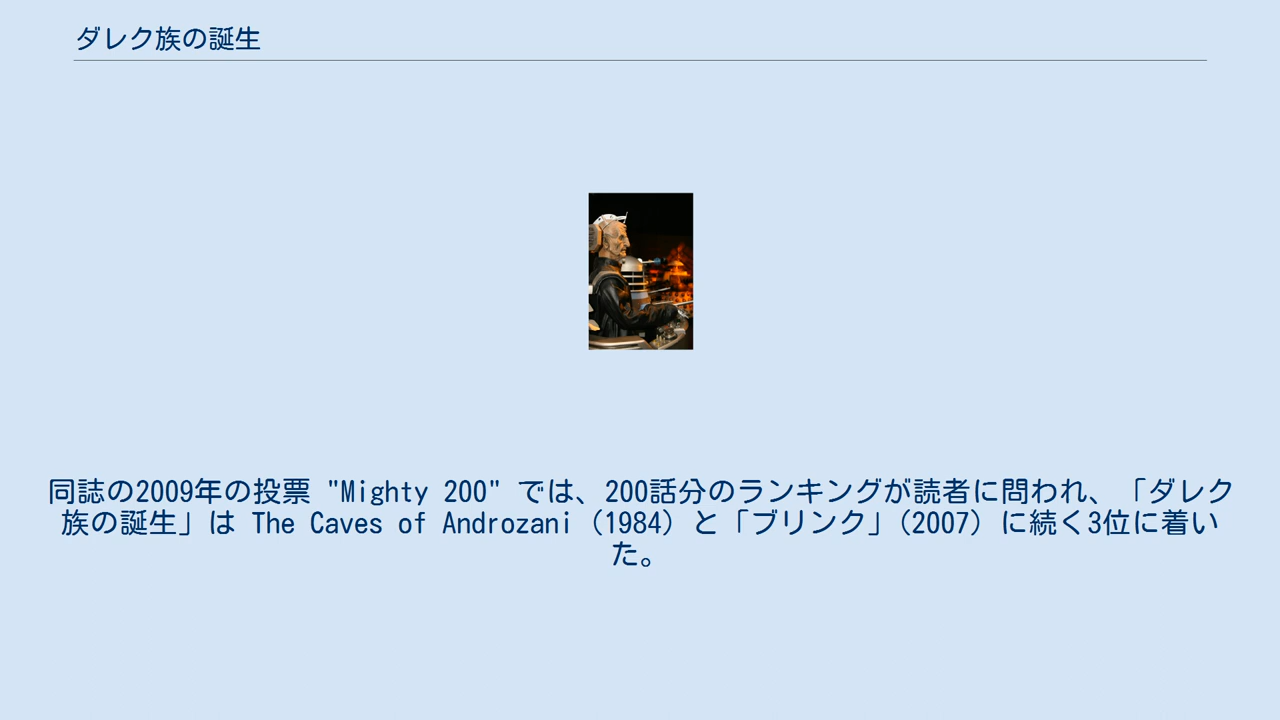 ダレク族の誕生
同誌の2009年の投票 "Mighty 200" では、200話分のランキングが読者に問われ、「ダレク
族の誕生」は The Caves of Androzani（1984）と「ブリンク」（2007）に続く3位に着い
た。